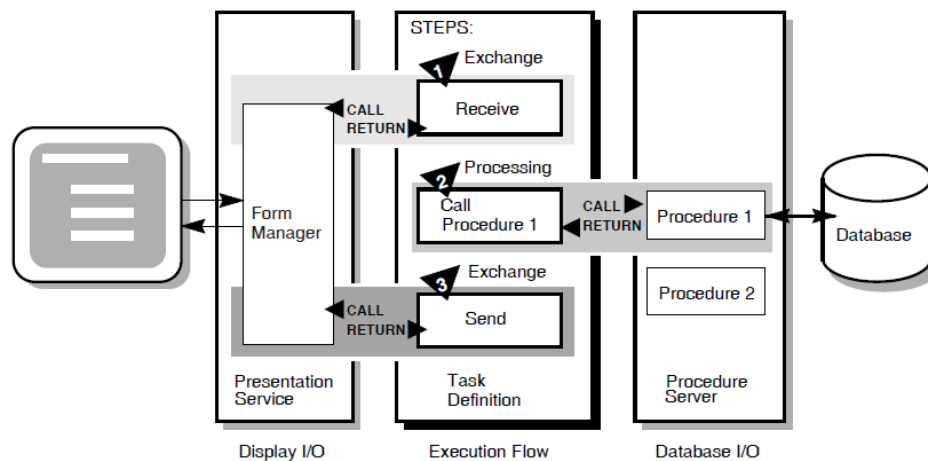 STEPS:
1 Exchange
CALL
RETURN
Receive
2 Processing
Call
Procedure 1
CALL
RETURN
Procedure 1
Form
Manager
Database
3 Exchange
Procedure 2
CALL
RETURN
Send
Presentation
Service
Task
Definition
Procedure
Server
Display I/O
Execution Flow
Database I/O